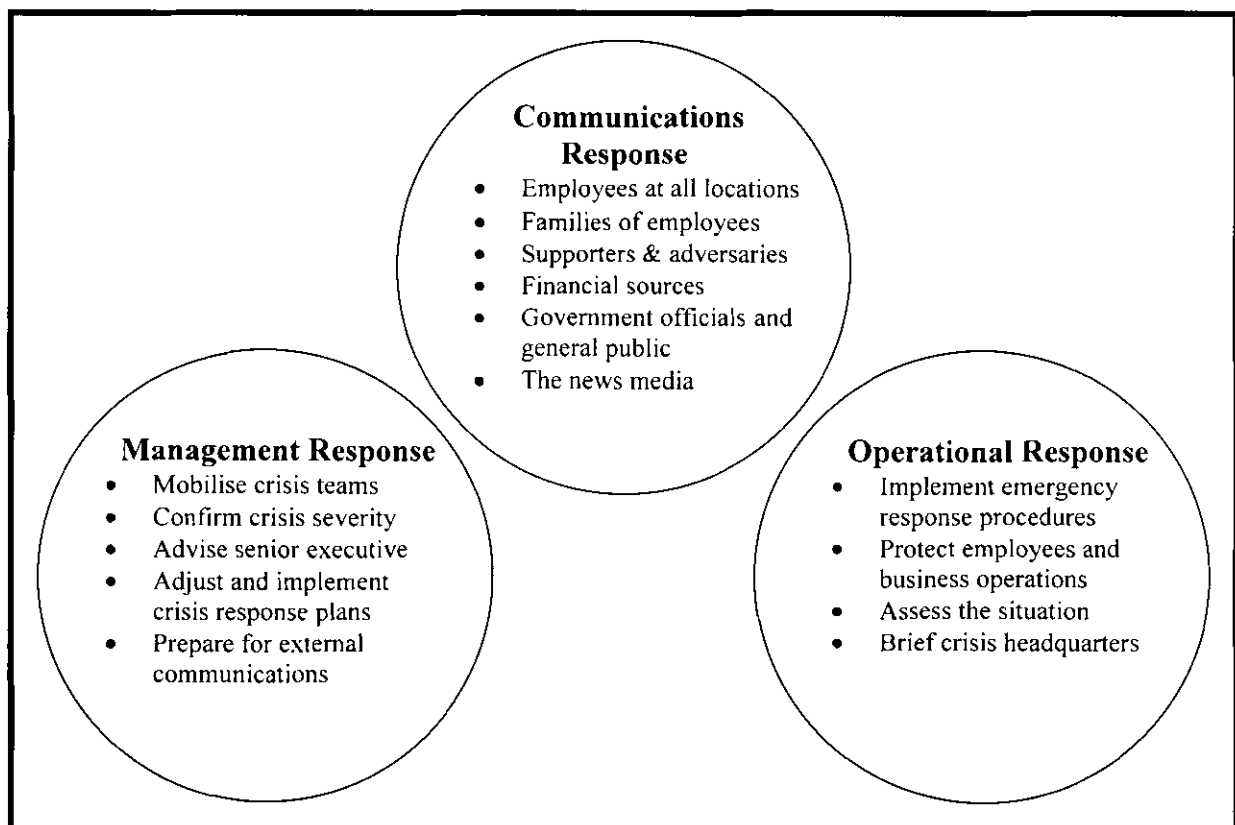 Communications
Response
• Employees at all locations
• Families of employees
• Supporters & adversaries
• Financial sources
• Government officials and
general public
• The news media
Management Response
• Mobilise crisis teams
• Confirm crisis severity
• Advise senior executive
• Adjust and implement
crisis response plans
• Prepare for external
communications
Operational Response
• Implement emergency
response procedures
• Protect employees and
business operations
• Assess the situation
• Brief crisis headquarters